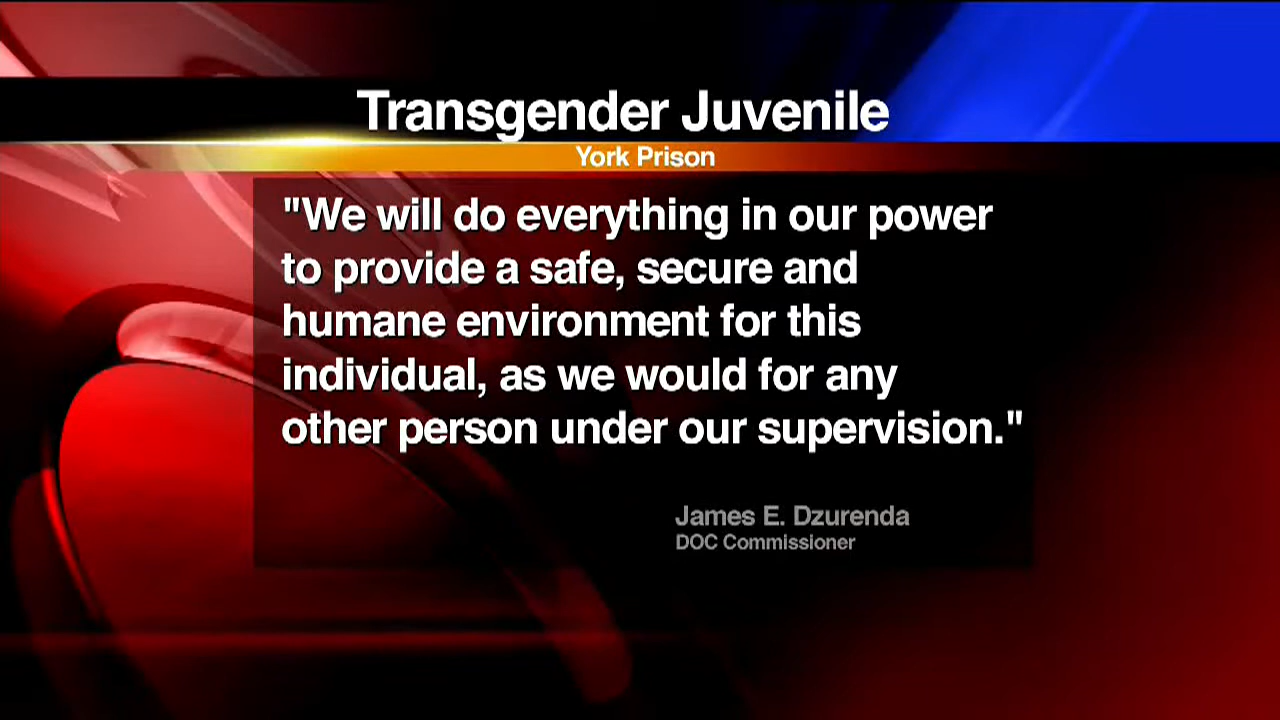 Transgender Juvenile
York Prison
"We will do everything in our power
to provide a safe, secure and
humane environment for this
individual, as we would for any
other person under our supervision."
James E. Dzurenda
DOC Commissioner